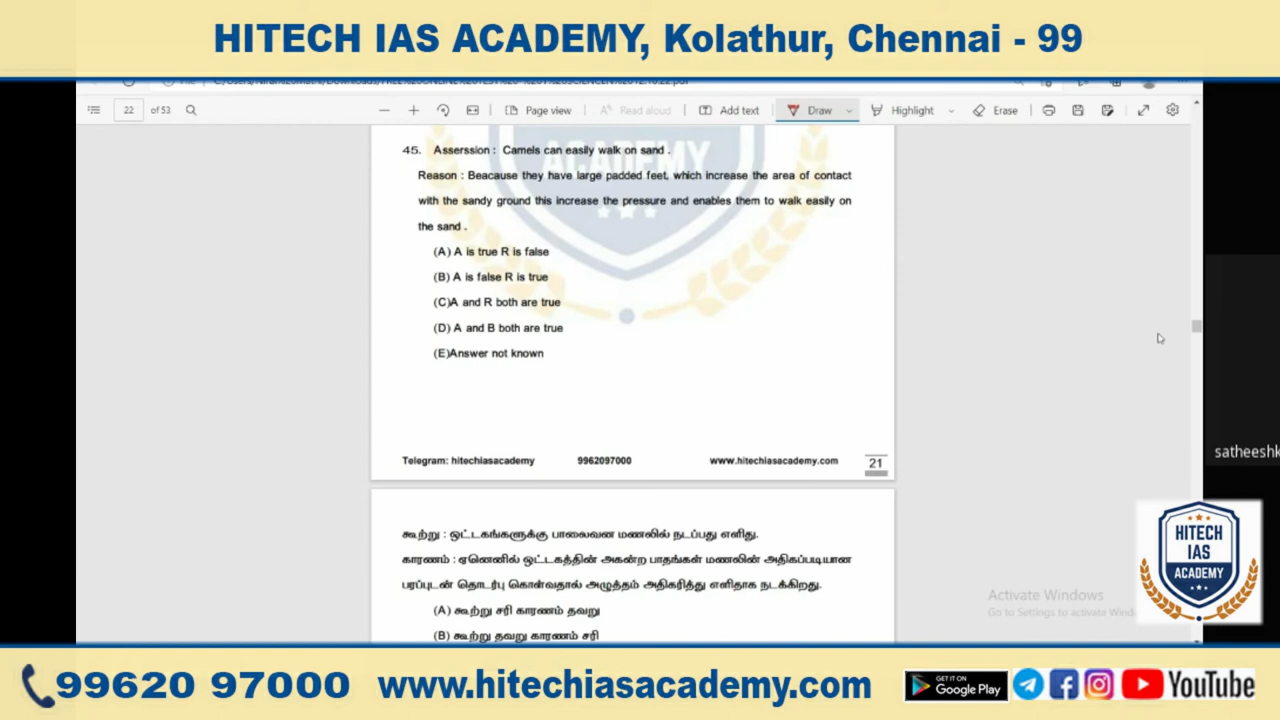 HITECH IAS ACADEMY, Kolathur, Chennai - 99
22 of 53 Page view Read aloud Add text Draw Highlight Erase
ACADEMY
45. Asserssion : Camels can easily walk on sand .
Reason : Beacause they have large padded feet, which increase the area of contact
with the sandy ground this increase the pressure and enables them to walk easily on
the sand .
(A) A is true R is false
(B) A is false R is true
(C)A and R both are true
(D) A and B both are true
(E)Answer not known
Telegram: hitechiasacademy 9962097000 www.hitechiasacademy.com 21
கூற்று : ஒட்டகங்களுக்கு பாலைவன மணலில் நடப்பது எளிது.
காரணம் : ஏனெனில் ஒட்டகத்தின் அகன்ற பாதங்கள் மணலின் அதிகப்படியான
பரப்புடன் தொடர்பு கொள்வதால் அழுத்தம் அதிகரித்து எளிதாக நடக்கிறது.
(A) கூற்று சரி காரணம் தவறு
(B) கூற்று தவறு காரணம் சரி
satheeshk
HITECH
IAS
ACADEMY
Activate Windows
Go to Settings to activate Wind
99620 97000 www.hitechiasacademy.com GET IT ON Google Play YouTube